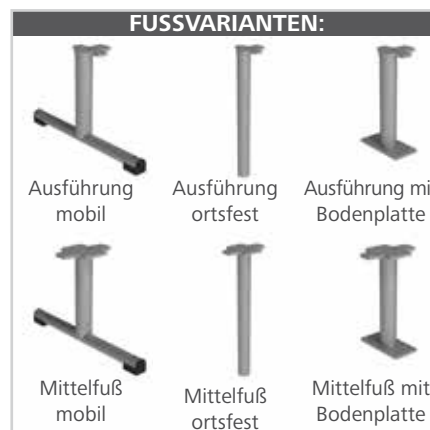 FUSSVARIANTEN:
Ausführung
mobil
Ausführung
ortsfest
Ausführung mi
Bodenplatte
Mittelfuß
mobil
Mittelfuß
ortsfest
Mittelfuß mit
Bodenplatte